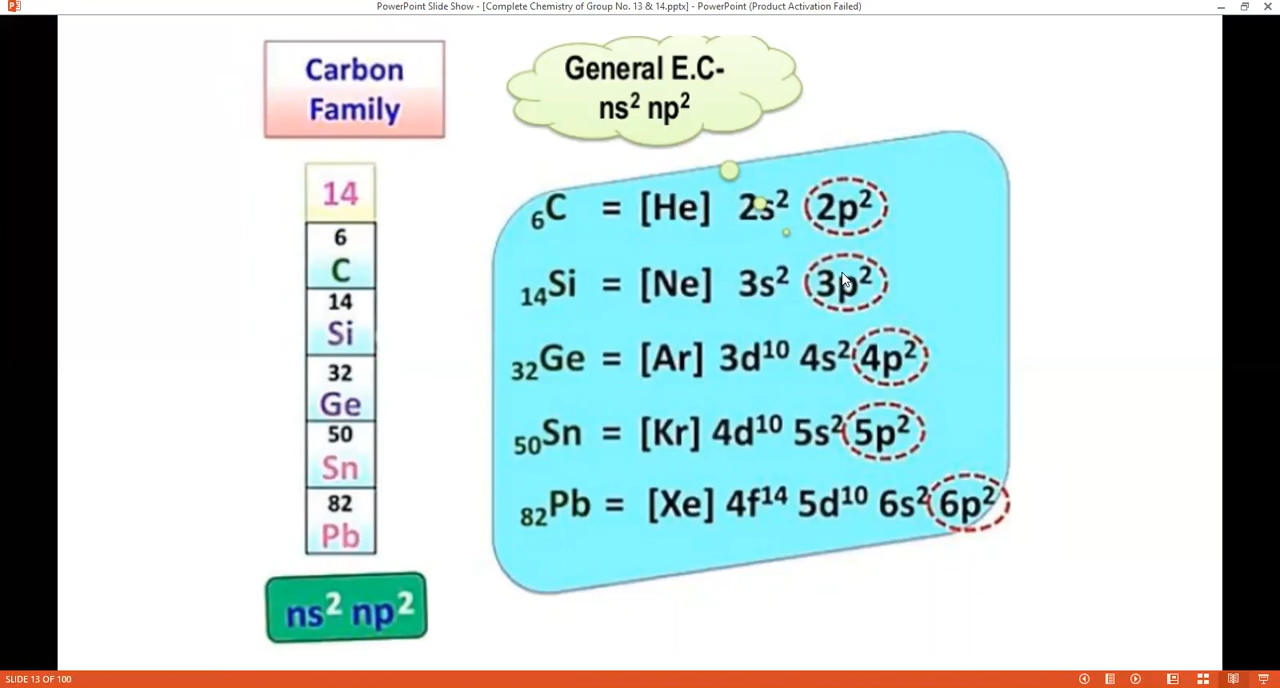 PowerPoint Slide Show - [Complete Chemistry of Group No. 13 & 14.pptx] - PowerPoint (Product Activation Failed)
Carbon
Family
General E.C-
ns² np²
14
6
C
14
Si
32
Ge
50
Sn
82
Pb
ns² np²
₆C = [He] 2s² 2p²
₁₄Si = [Ne] 3s² 3p²
₃₂Ge = [Ar] 3d¹⁰ 4s² 4p²
₅₀Sn = [Kr] 4d¹⁰ 5s² 5p²
₈₂Pb = [Xe] 4f¹⁴ 5d¹⁰ 6s² 6p²
SLIDE 13 OF 100